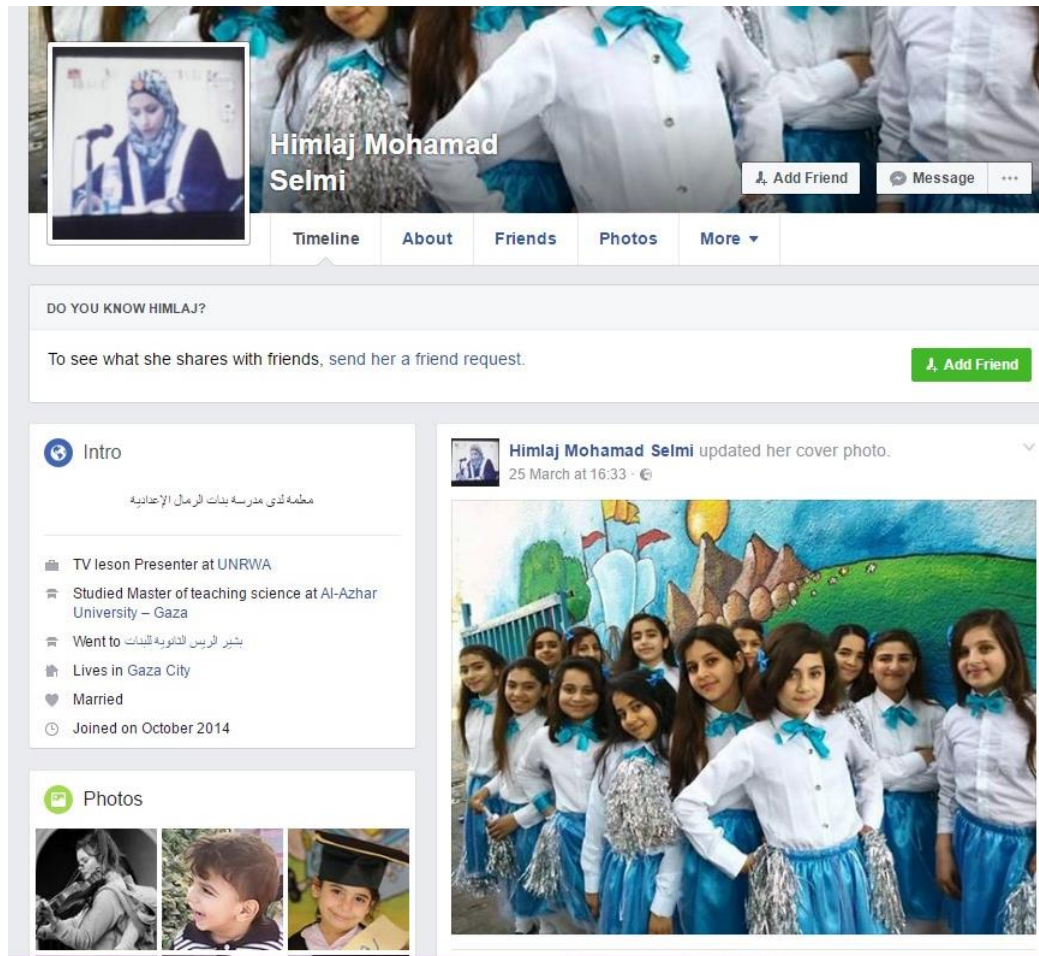 Himlaj Mohamad
Selmi
Add Friend
Message
Timeline
About
Friends
Photos
More
DO YOU KNOW HIMLAJ?
To see what she shares with friends, send her a friend request.
Add Friend
Intro
معلمة لدى مدرسة بنات الرمال الإعدادية
TV leson Presenter at UNRWA
Studied Master of teaching science at Al-Azhar
University – Gaza
Went to بشير الريس الثانوية للبنات
Lives in Gaza City
Married
Joined on October 2014
Photos
Himlaj Mohamad Selmi updated her cover photo.
25 March at 16:33 ·